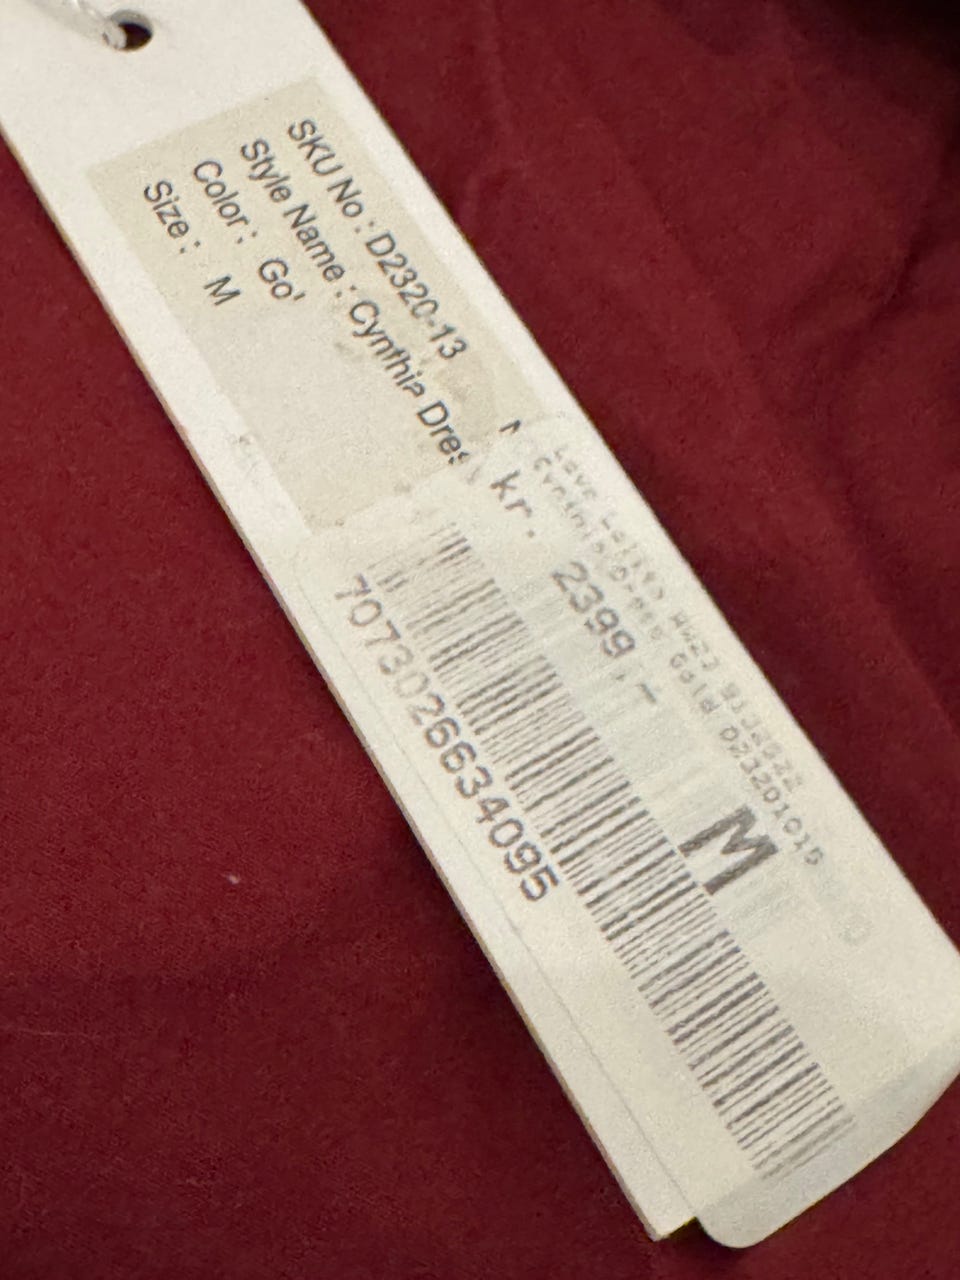 SKU No : D2320-13
Style Name : Cynthia Dres
Color : Go'
Size : M
kr. 2399
M
7073026634095